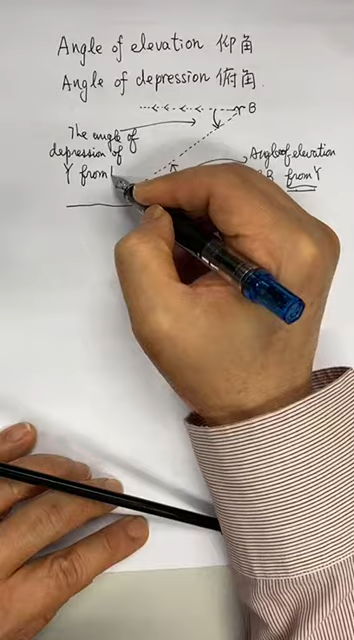 Angle of elevation 仰角
Angle of depression 俯角.
B
The angle of
depression of
Y from
Angle of elevation
B from Y